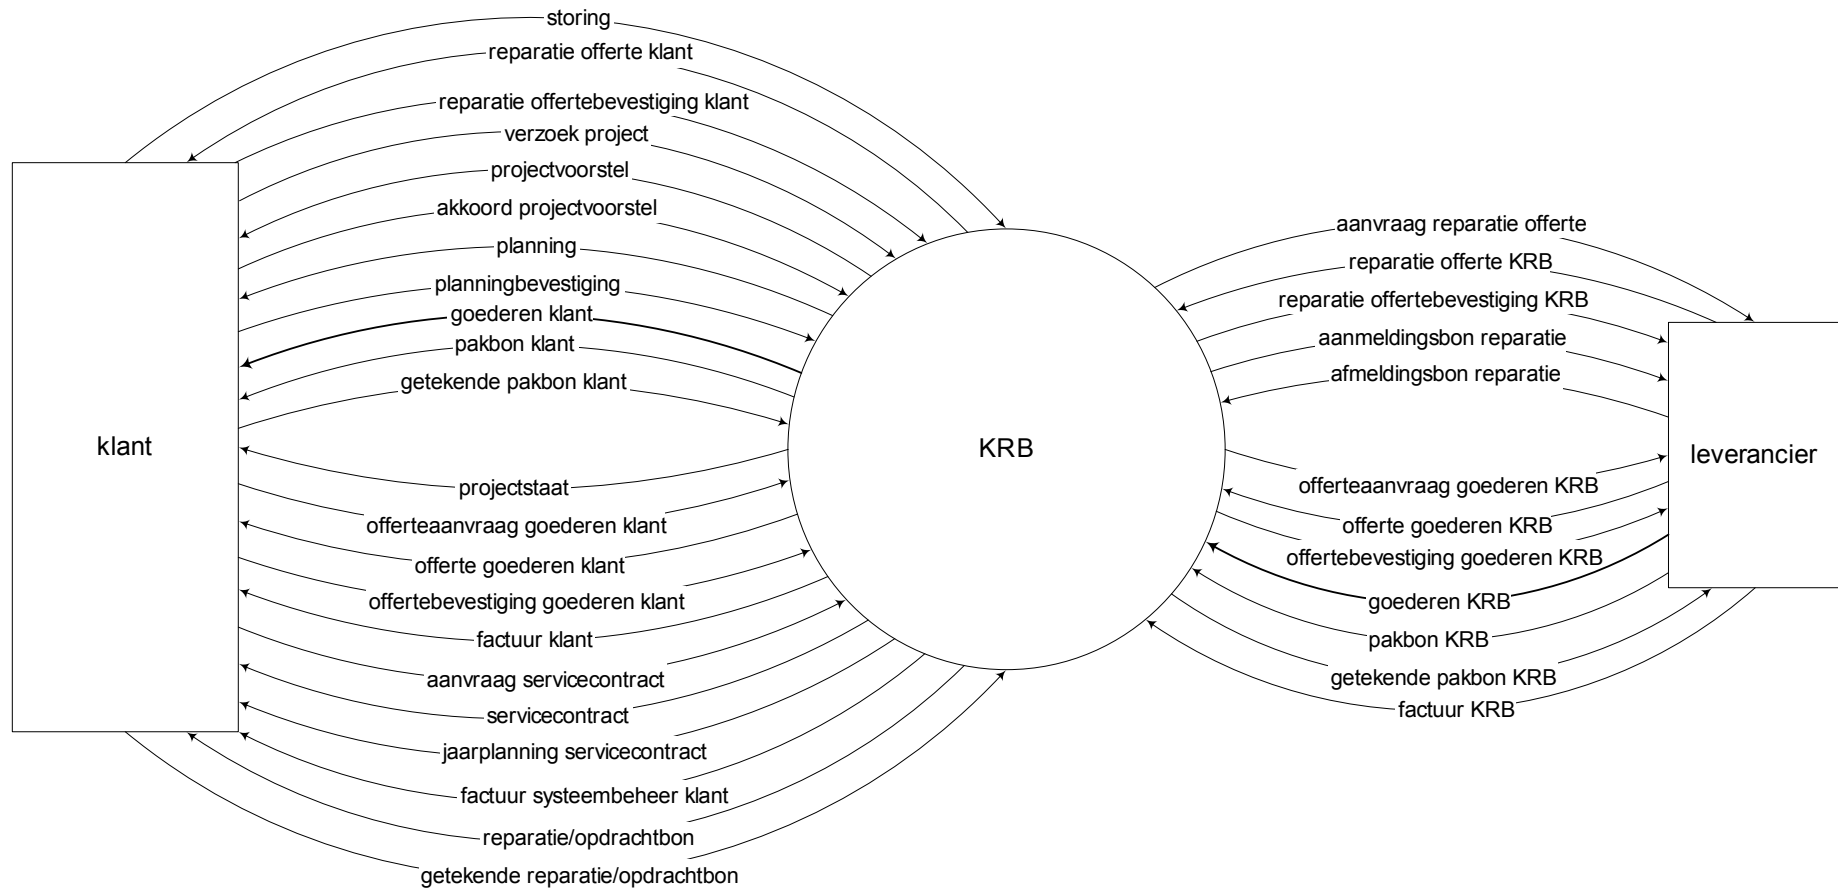 storing
reparatie offerte klant
reparatie offertebevestiging klant
verzoek project
projectvoorstel
akkoord projectvoorstel
planning
planningbevestiging
goederen klant
pakbon klant
getekende pakbon klant
klant
projectstaat
offerteaanvraag goederen klant
offerte goederen klant
offertebevestiging goederen klant
factuur klant
aanvraag servicecontract
servicecontract
jaarplanning servicecontract
factuur systeembeheer klant
reparatie/opdrachtbon
getekende reparatie/opdrachtbon
KRB
aanvraag reparatie offerte
reparatie offerte KRB
reparatie offertebevestiging KRB
aanmeldingsbon reparatie
afmeldingsbon reparatie
leverancier
offerteaanvraag goederen KRB
offerte goederen KRB
offertebevestiging goederen KRB
goederen KRB
pakbon KRB
getekende pakbon KRB
factuur KRB